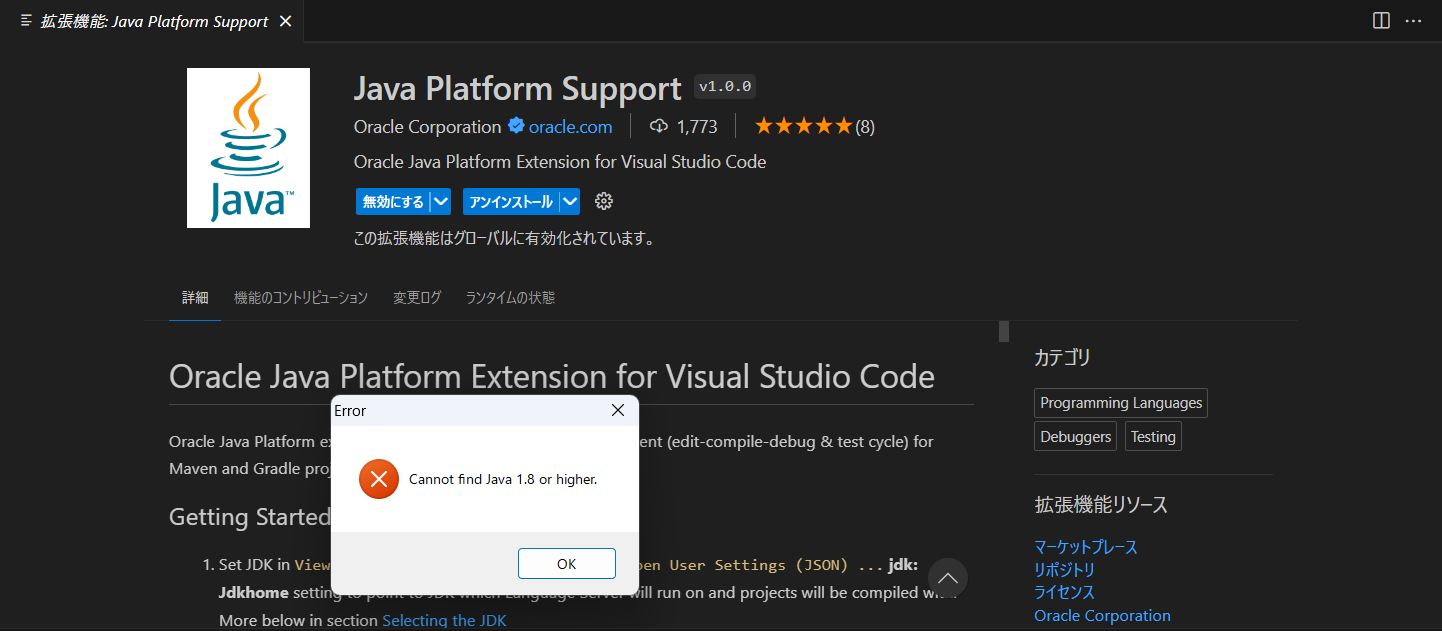 拡張機能: Java Platform Support
Java Platform Support v1.0.0
Oracle Corporation oracle.com 1,773 (8)
Oracle Java Platform Extension for Visual Studio Code
無効にする アンインストール
この拡張機能はグローバルに有効化されています。
Java™
詳細 機能のコントリビューション 変更ログ ランタイムの状態
Oracle Java Platform Extension for Visual Studio Code
Oracle Java Platform ent (edit-compile-debug & test cycle) for
Maven and Gradle
Getting Started
1. Set JDK in View User Settings (JSON) ... jdk:
Jdkhome setting to point to JDK which Language Server will run on and projects will be compiled
More below in section Selecting the JDK
Error
Cannot find Java 1.8 or higher.
OK
カテゴリ
Programming Languages
Debuggers Testing
拡張機能リソース
マーケットプレース
リポジトリ
ライセンス
Oracle Corporation